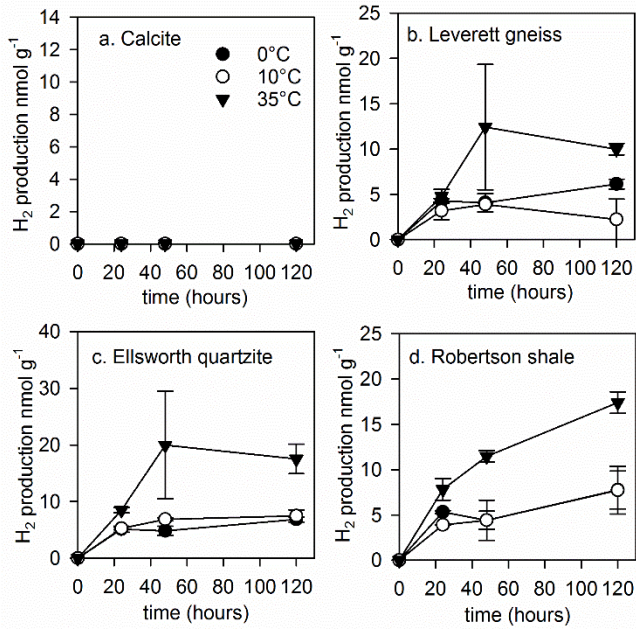 a. Calcite
0°C
10°C
35°C
H₂ production nmol g⁻¹
14
12
10
8
6
4
2
0
0 20 40 60 80 100 120
time (hours)
b. Leverett gneiss
H₂ production nmol g⁻¹
25
20
15
10
5
0
0 20 40 60 80 100 120
time (hours)
c. Ellsworth quartzite
H₂ production nmol g⁻¹
40
30
20
10
0
0 20 40 60 80 100 120
time (hours)
d. Robertson shale
H₂ production nmol g⁻¹
25
20
15
10
5
0
0 20 40 60 80 100 120
time (hours)